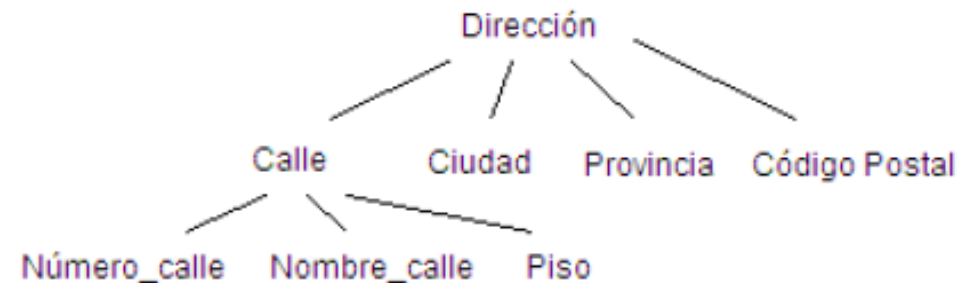 Dirección
Calle Ciudad Provincia Código Postal
Número_calle Nombre_calle Piso